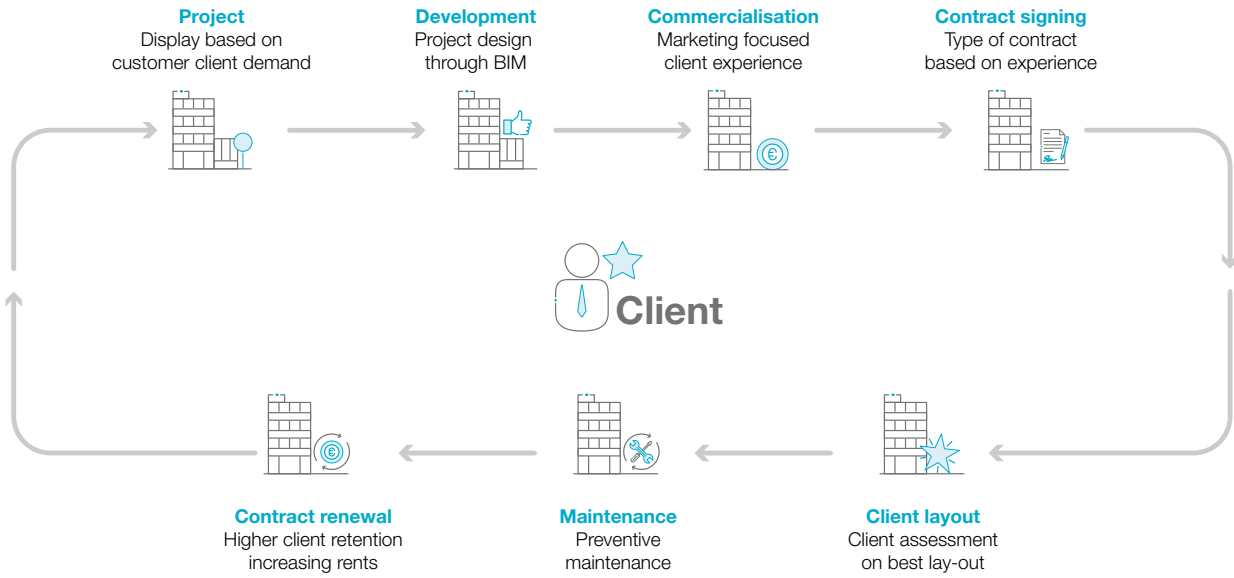 Project
Display based on
customer client demand
Development
Project design
through BIM
Commercialisation
Marketing focused
client experience
Contract signing
Type of contract
based on experience
€
Client
€
Contract renewal
Higher client retention
increasing rents
Maintenance
Preventive
maintenance
Client layout
Client assessment
on best lay-out